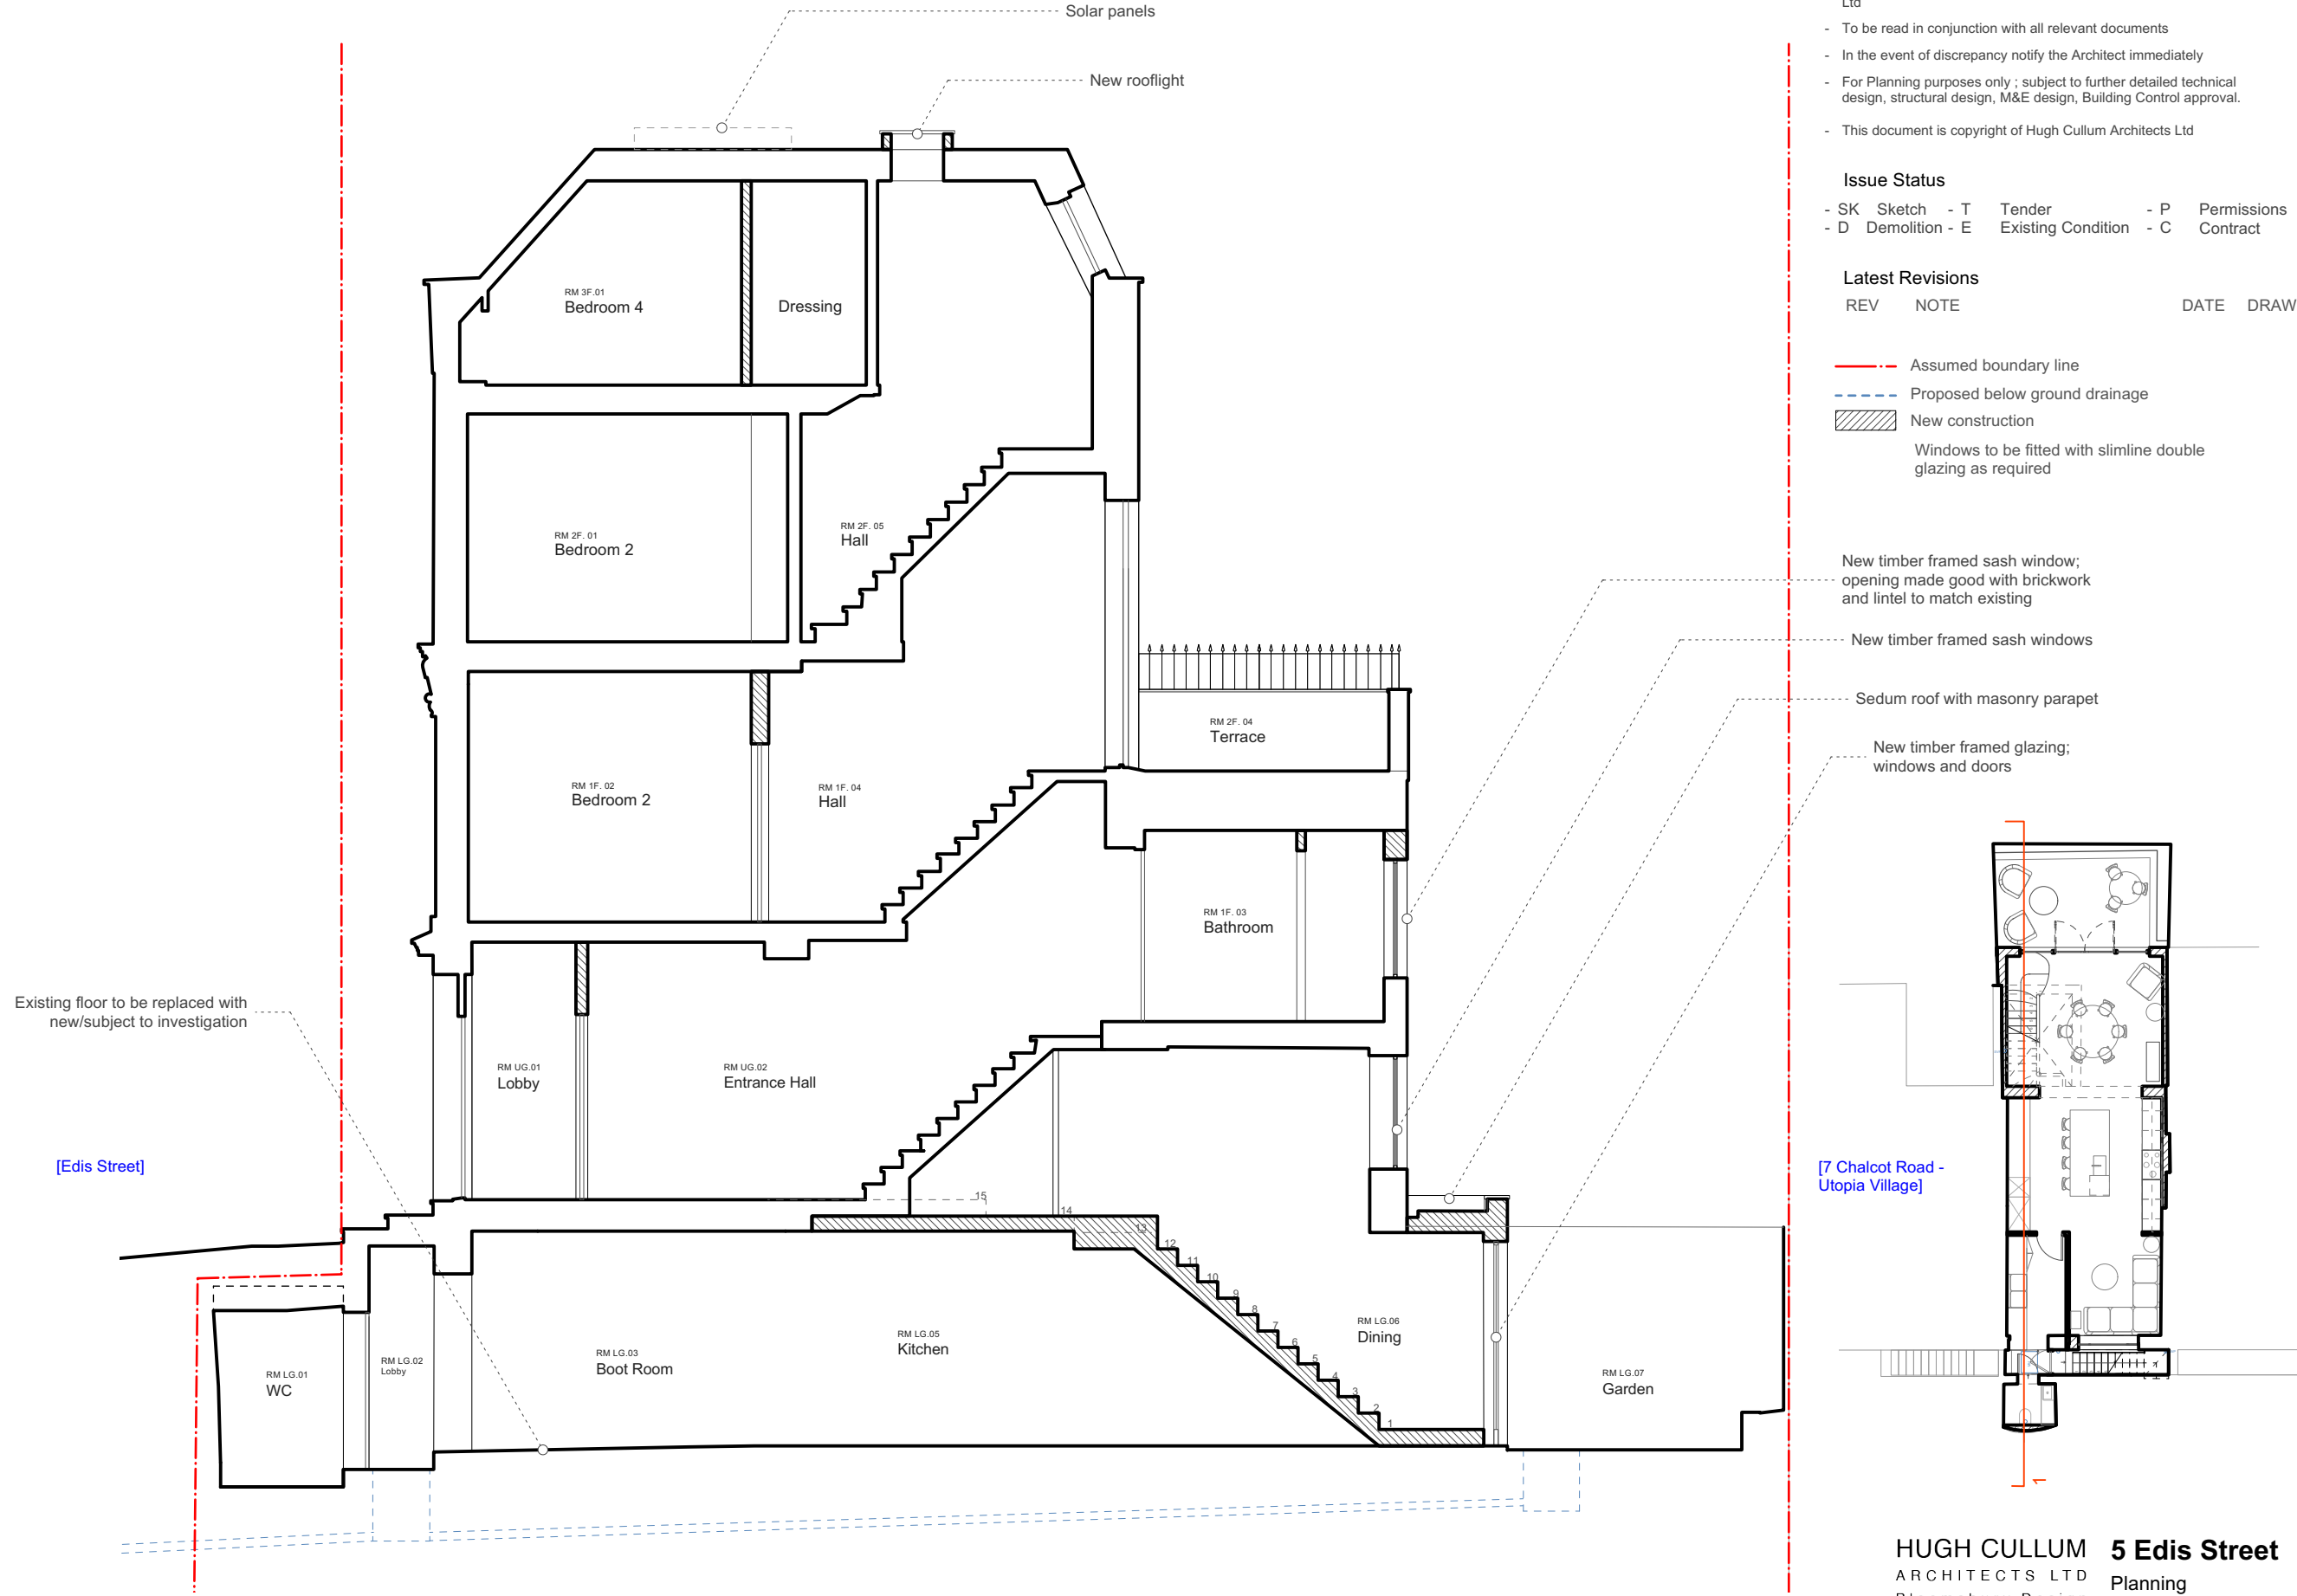 Solar panels
New rooflight
Ltd
- To be read in conjunction with all relevant documents
- In the event of discrepancy notify the Architect immediately
- For Planning purposes only ; subject to further detailed technical
design, structural design, M&E design, Building Control approval.
- This document is copyright of Hugh Cullum Architects Ltd
Issue Status
- SK Sketch - T Tender - P Permissions
- D Demolition - E Existing Condition - C Contract
Latest Revisions
REV NOTE DATE DRAW
Assumed boundary line
Proposed below ground drainage
New construction
Windows to be fitted with slimline double
glazing as required
New timber framed sash window;
opening made good with brickwork
and lintel to match existing
New timber framed sash windows
Sedum roof with masonry parapet
New timber framed glazing;
windows and doors
RM 3F.01
Bedroom 4
Dressing
RM 2F. 01
Bedroom 2
RM 2F. 05
Hall
RM 2F. 04
Terrace
RM 1F. 02
Bedroom 2
RM 1F. 04
Hall
RM 1F. 03
Bathroom
Existing floor to be replaced with
new/subject to investigation
RM UG.01
Lobby
RM UG.02
Entrance Hall
[Edis Street]
[7 Chalcot Road -
Utopia Village]
15
14
13
12
11
10
9
8
7
6
5
4
3
2
1
RM LG.01
WC
RM LG.02
Lobby
RM LG.03
Boot Room
RM LG.05
Kitchen
RM LG.06
Dining
RM LG.07
Garden
1
HUGH CULLUM
ARCHITECTS LTD
5 Edis Street
Planning